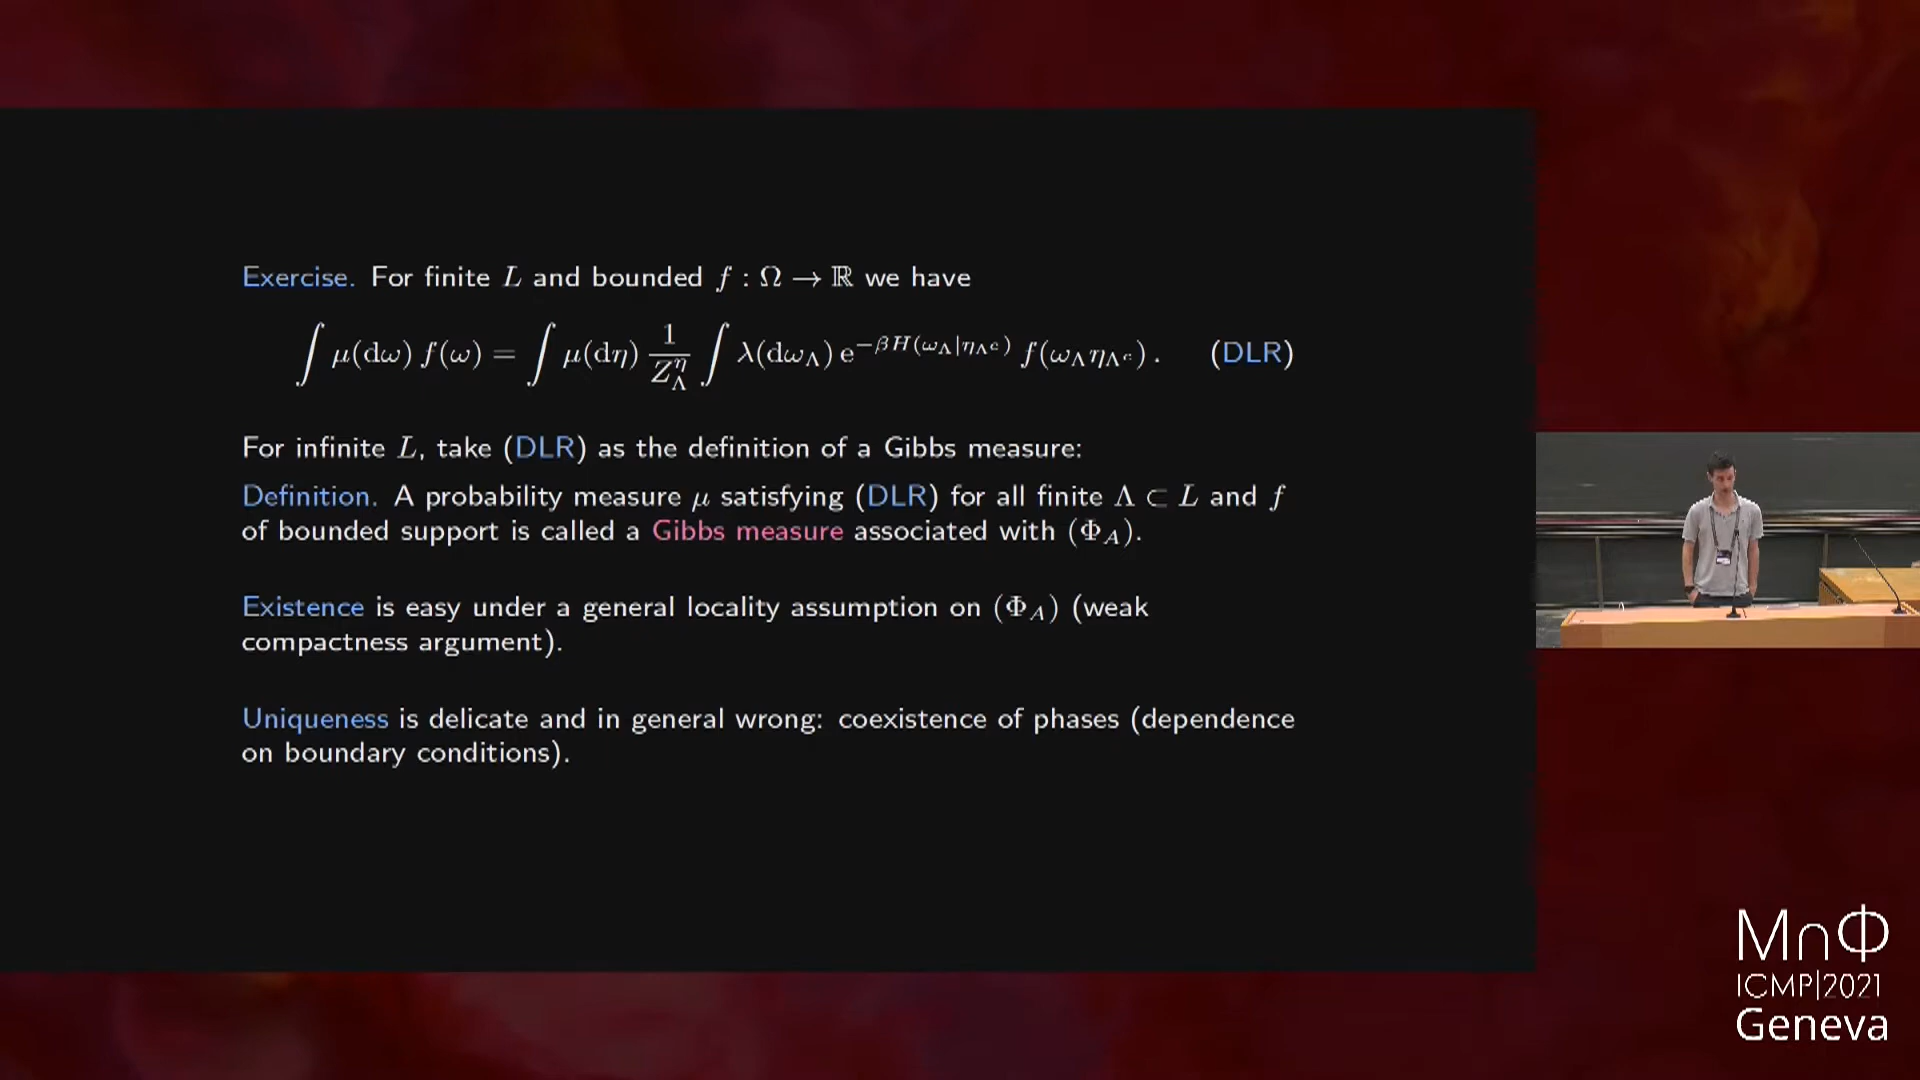 Exercise. For finite L and bounded f : Ω → ℝ we have
∫ μ(dω) f(ω) = ∫ μ(dη) 1/Z_Λ^η ∫ λ(dω_Λ) e^{−βH(ω_Λ|η_{Λ^c})} f(ω_Λ η_{Λ^c}) . (DLR)
For infinite L, take (DLR) as the definition of a Gibbs measure:
Definition. A probability measure μ satisfying (DLR) for all finite Λ ⊂ L and f
of bounded support is called a Gibbs measure associated with (Φ_A).
Existence is easy under a general locality assumption on (Φ_A) (weak
compactness argument).
Uniqueness is delicate and in general wrong: coexistence of phases (dependence
on boundary conditions).
M∩Φ
ICMP|2021
Geneva